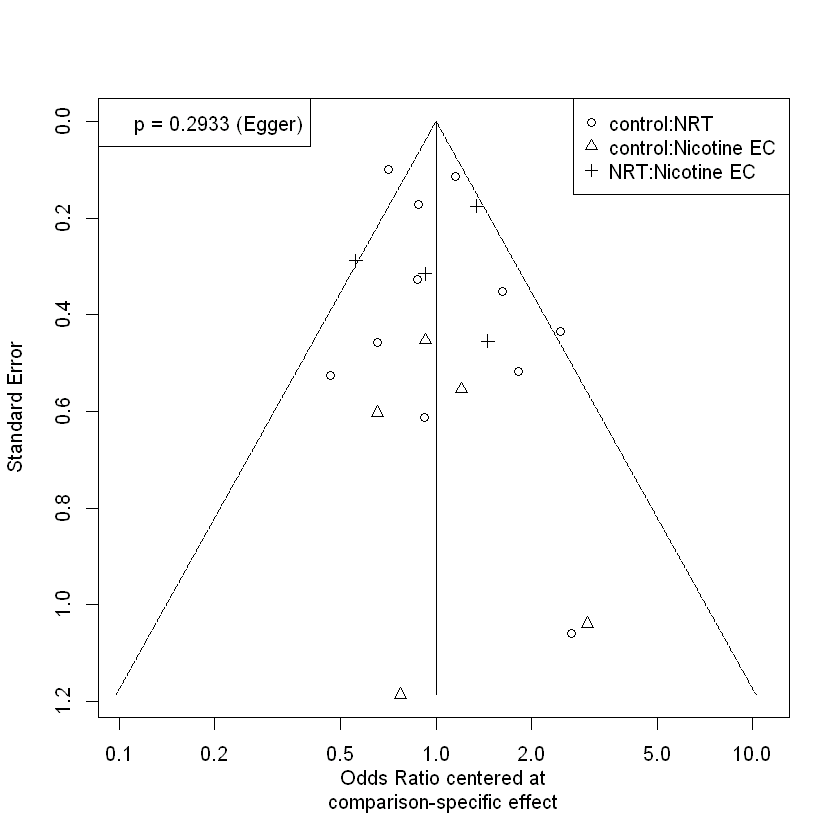 p = 0.2933 (Egger)
control:NRT
control:Nicotine EC
NRT:Nicotine EC
Standard Error
0.0
0.2
0.4
0.6
0.8
1.0
1.2
0.1 0.2 0.5 1.0 2.0 5.0 10.0
Odds Ratio centered at
comparison-specific effect